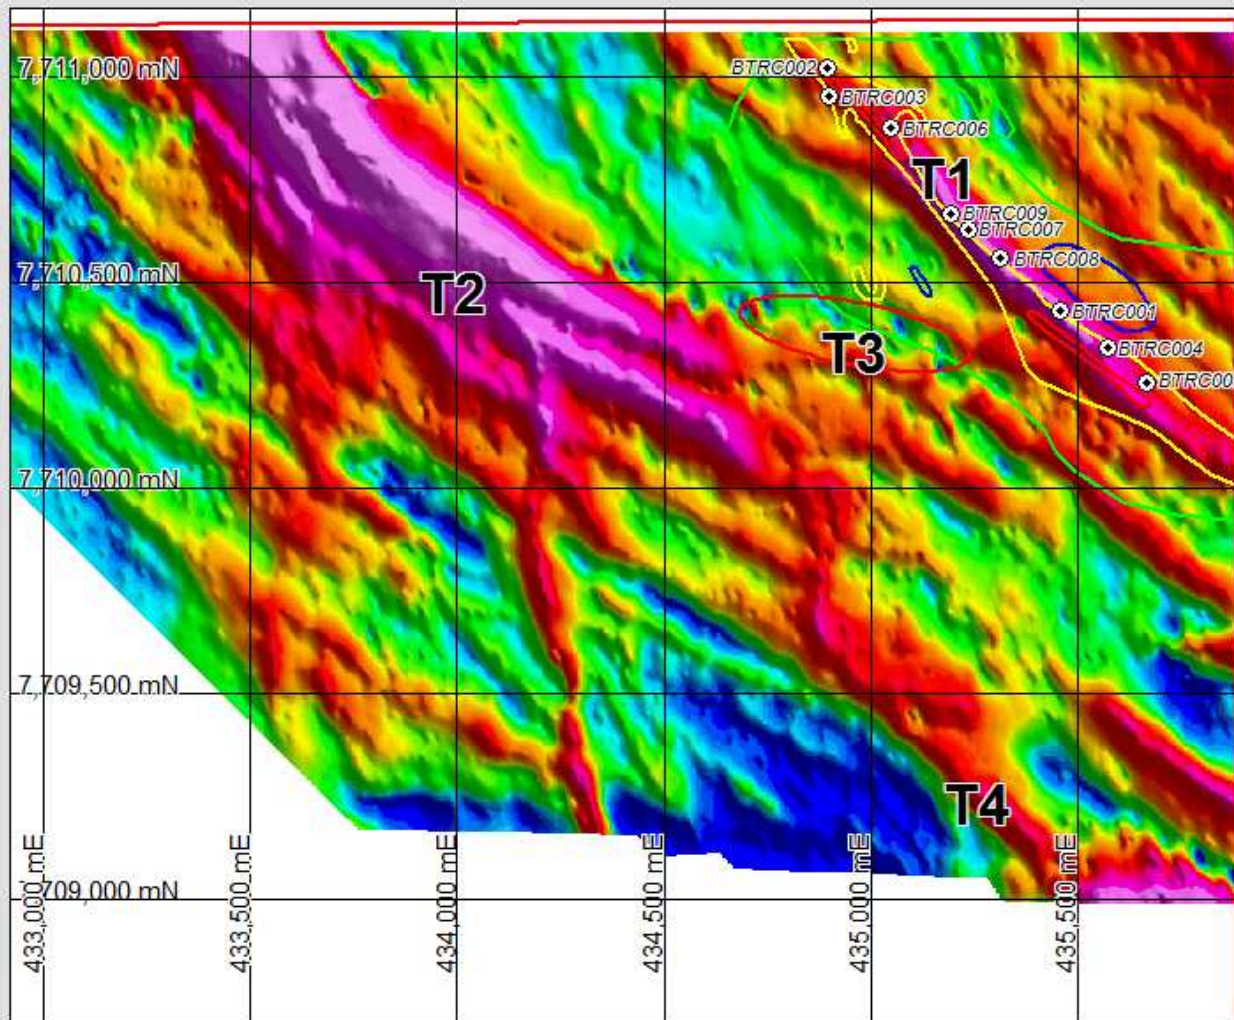 7,711,000 mN
BTRC002
BTRC003
BTRC006
T1
BTRC009
BTRC007
BTRC008
7,710,500 mN
T2
BTRC001
T3
BTRC004
BTRC00
7,710,000 mN
7,709,500 mN
T4
7,709,000 mN
433,000 mE
433,500 mE
434,000 mE
434,500 mE
435,000 mE
435,500 mE